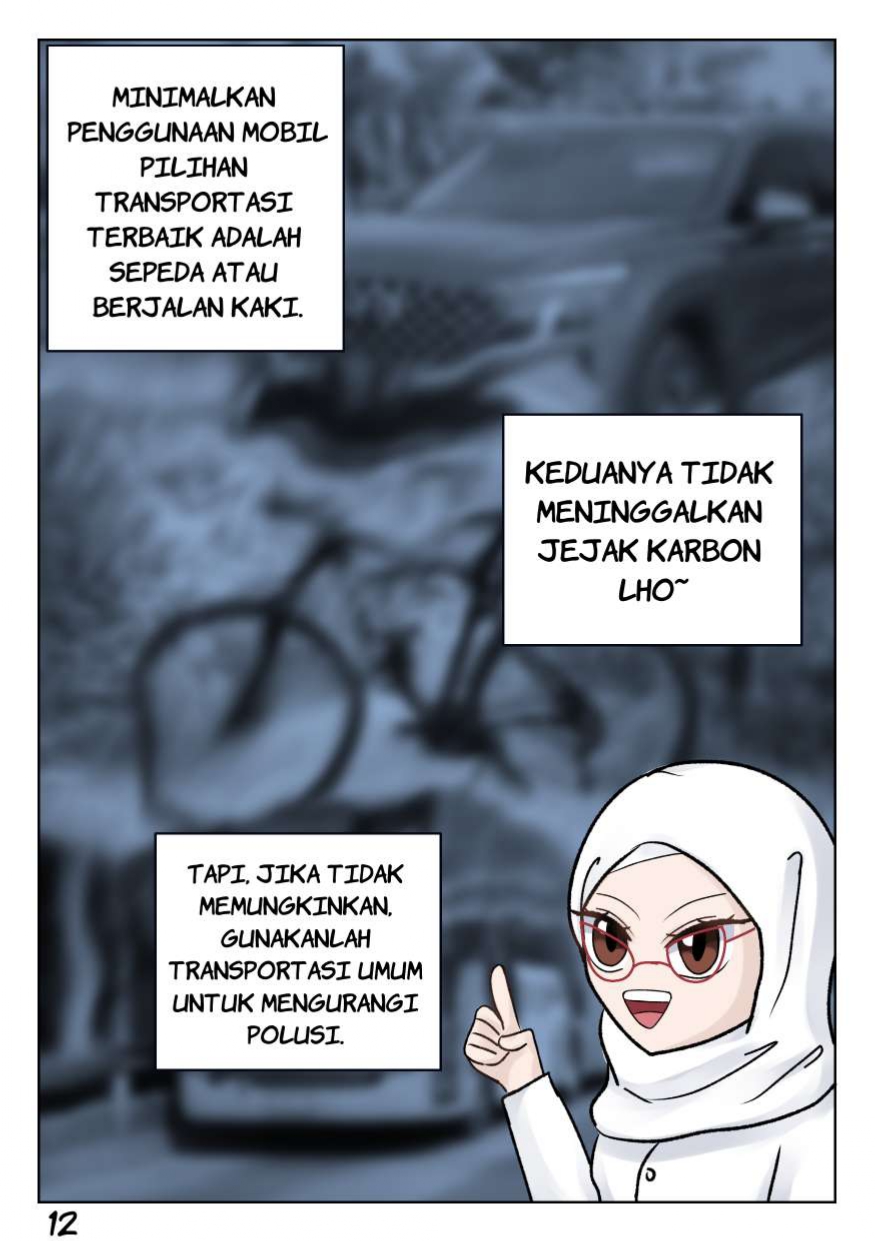 MINIMALKAN
PENGGUNAAN MOBIL
PILIHAN
TRANSPORTASI
TERBAIK ADALAH
SEPEDA ATAU
BERJALAN KAKI.
KEDUANYA TIDAK
MENINGGALKAN
JEJAK KARBON
LHO~
TAPI, JIKA TIDAK
MEMUNGKINKAN,
GUNAKANLAH
TRANSPORTASI UMUM
UNTUK MENGURANGI
POLUSI.
12